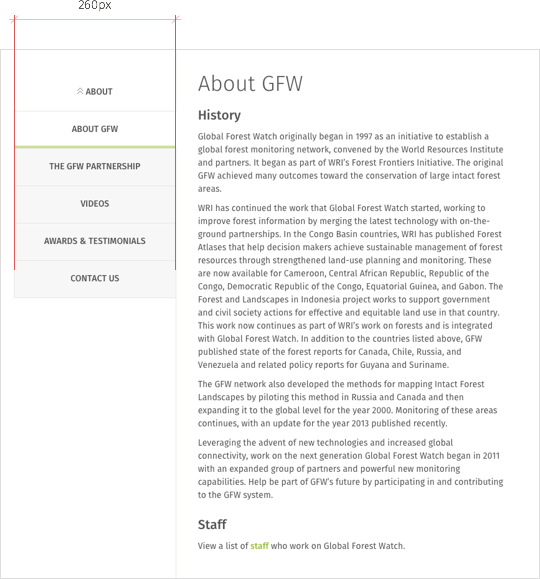 260px
ABOUT
ABOUT GFW
THE GFW PARTNERSHIP
VIDEOS
AWARDS & TESTIMONIALS
CONTACT US
About GFW
History
Global Forest Watch originally began in 1997 as an initiative to establish a
global forest monitoring network, convened by the World Resources Institute
and partners. It began as part of WRI's Forest Frontiers Initiative. The original
GFW achieved many outcomes toward the conservation of large intact forest
areas.
WRI has continued the work that Global Forest Watch started, working to
improve forest information by merging the latest technology with on-the-
ground partnerships. In the Congo Basin countries, WRI has published Forest
Atlases that help decision makers achieve sustainable management of forest
resources through strengthened land-use planning and monitoring. These
are now available for Cameroon, Central African Republic, Republic of the
Congo, Democratic Republic of the Congo, Equatorial Guinea, and Gabon. The
Forest and Landscapes in Indonesia project works to support government
and civil society actions for effective and equitable land use in that country.
This work now continues as part of WRI's work on forests and is integrated
with Global Forest Watch. In addition to the countries listed above, GFW
published state of the forest reports for Canada, Chile, Russia, and
Venezuela and related policy reports for Guyana and Suriname.
The GFW network also developed the methods for mapping Intact Forest
Landscapes by piloting this method in Russia and Canada and then
expanding it to the global level for the year 2000. Monitoring of these areas
continues, with an update for the year 2013 published recently.
Leveraging the advent of new technologies and increased global
connectivity, work on the next generation Global Forest Watch began in 2011
with an expanded group of partners and powerful new monitoring
capabilities. Help be part of GFW's future by participating in and contributing
to the GFW system.
Staff
View a list of staff who work on Global Forest Watch.